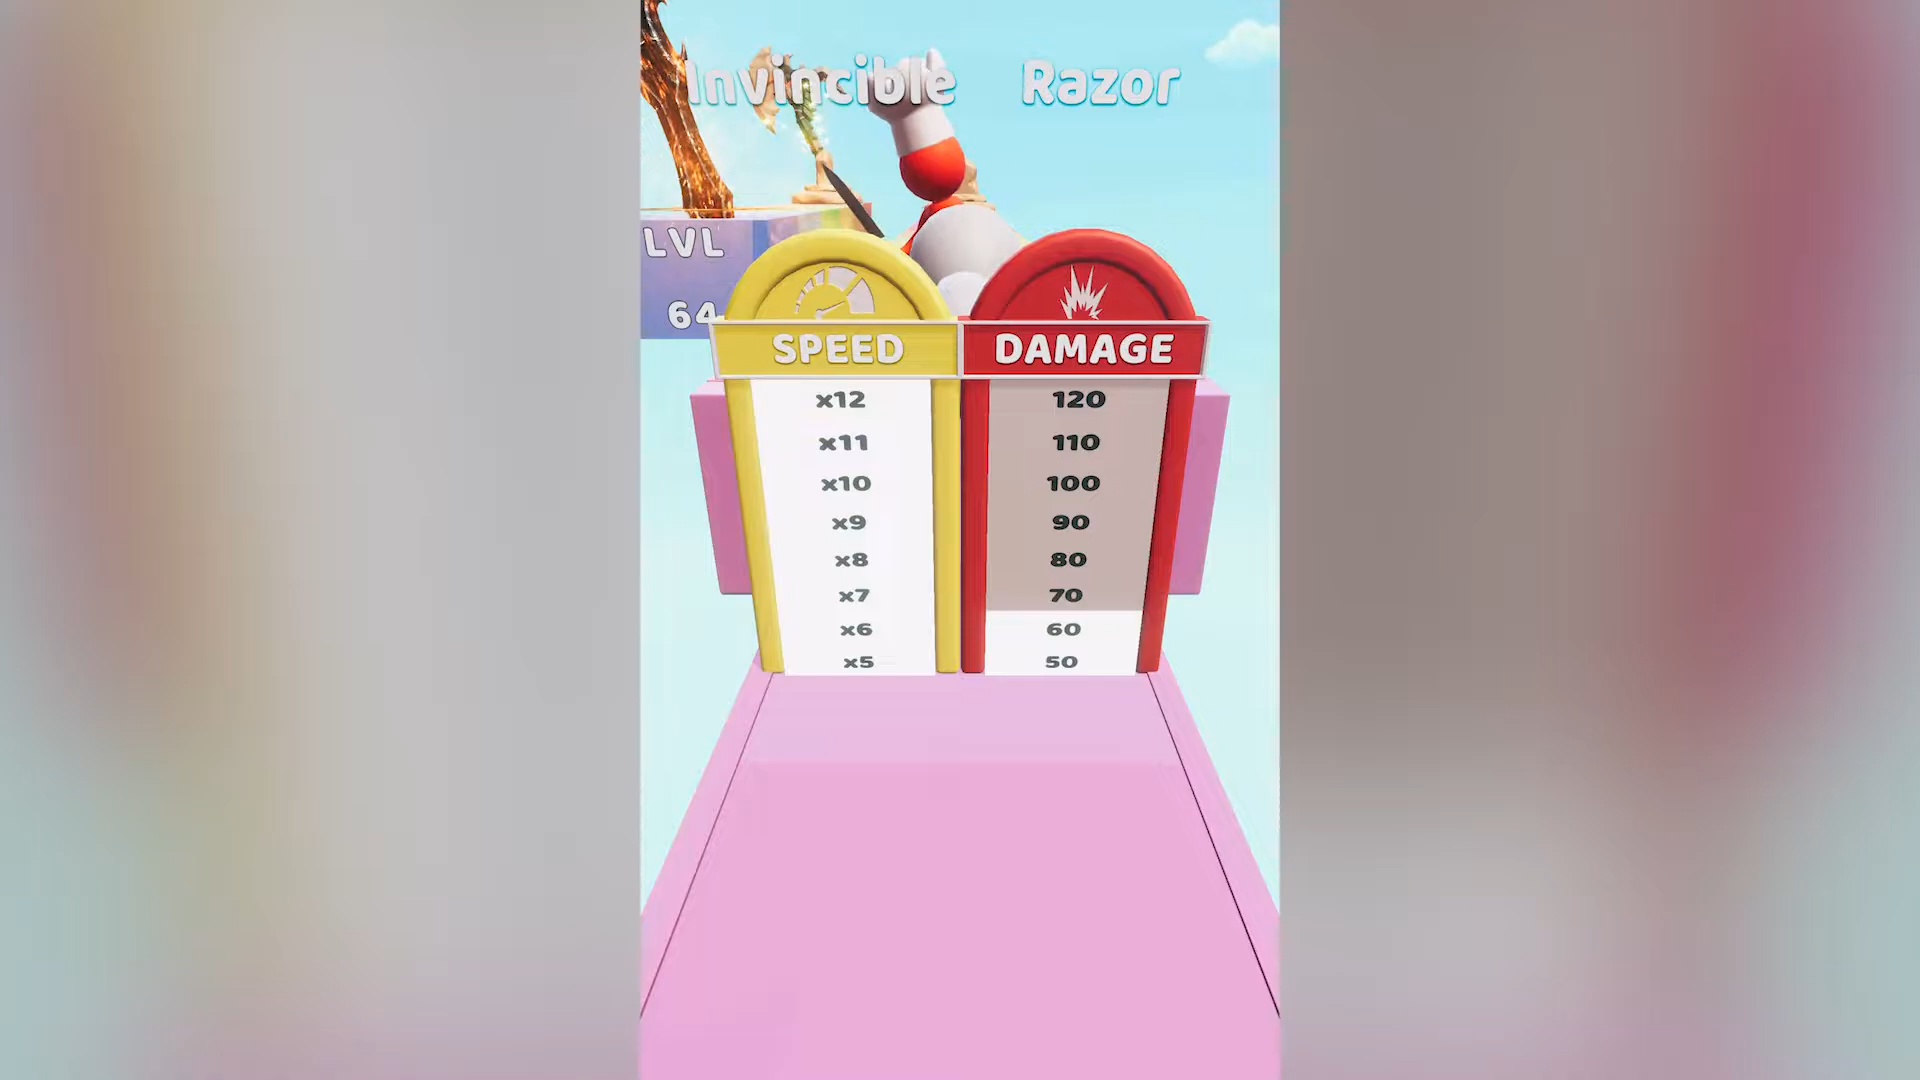 Invincible Razor
LVL
64
SPEED DAMAGE
x12 120
x11 110
x10 100
x9 90
x8 80
x7 70
x6 60
x5 50